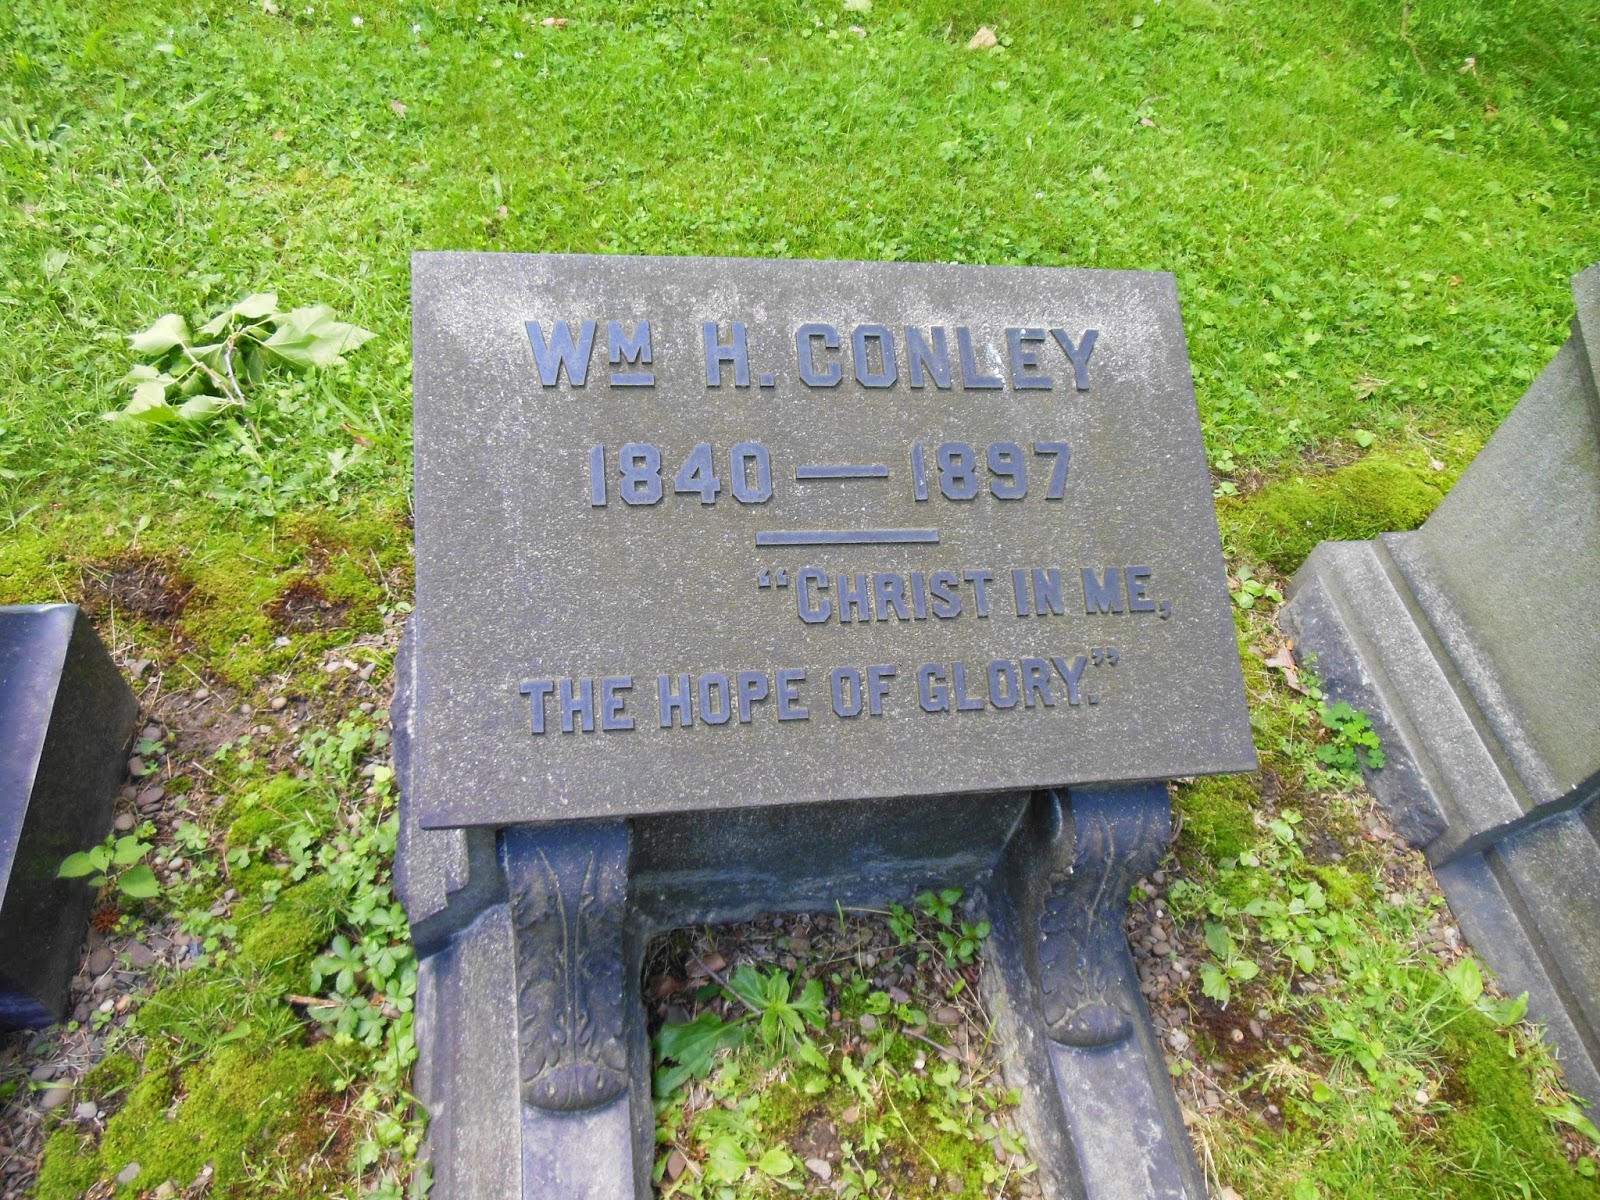 WM H. CONLEY
1840 — 1897
“CHRIST IN ME,
THE HOPE OF GLORY.”